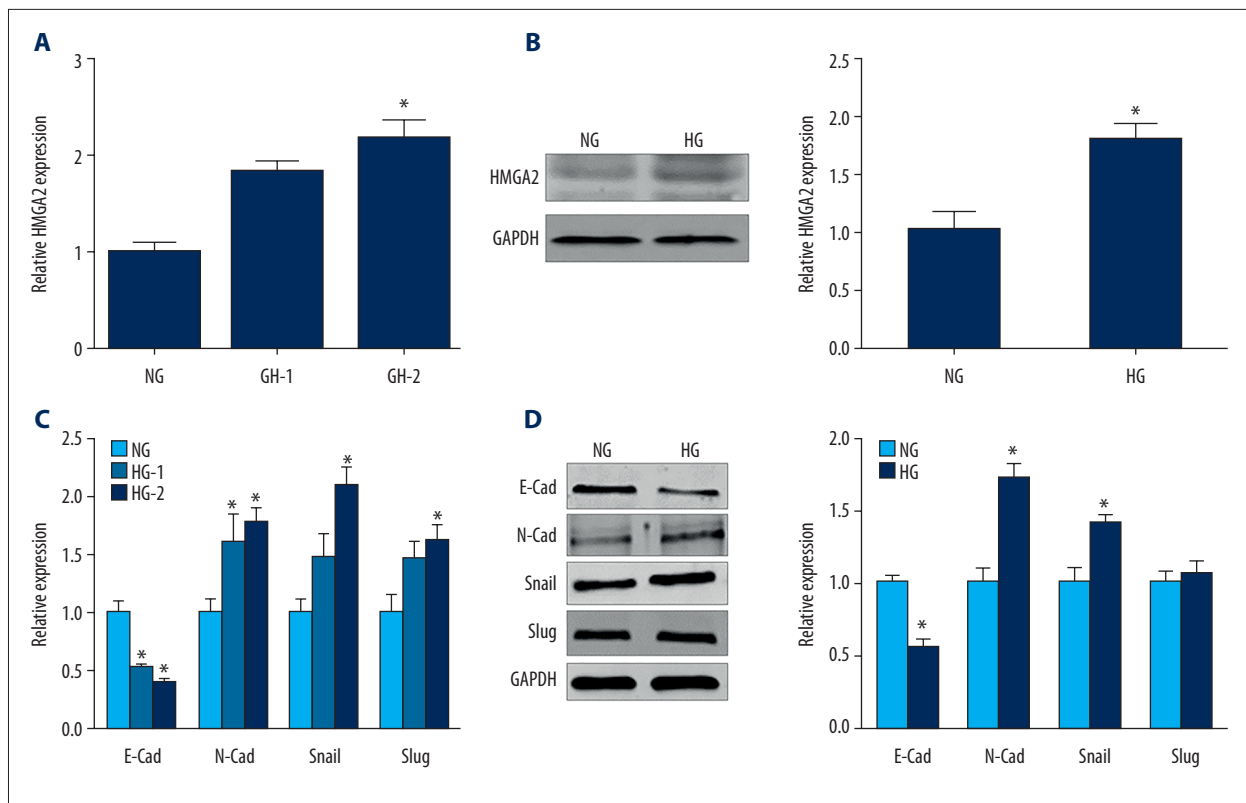 A
Relative HMGA2 expression
3
2
1
0
*
NG GH-1 GH-2
B
NG HG
HMGA2
GAPDH
Relative HMGA2 expression
2.5
2.0
1.5
1.0
0.5
0.0
*
NG HG
C
Relative expression
2.5
2.0
1.5
1.0
0.5
0.0
NG
HG-1
HG-2
* * * * * *
E-Cad N-Cad Snail Slug
D
NG HG
E-Cad
N-Cad
Snail
Slug
GAPDH
Relative expression
2.0
1.5
1.0
0.5
0.0
NG
HG
* * *
E-Cad N-Cad Snail Slug